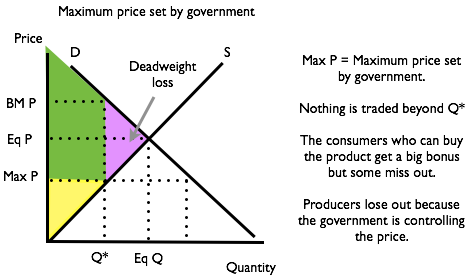 Maximum price set by government
Price
D
S
Deadweight
loss
BM P
Eq P
Max P
Q*
Eq Q
Quantity
Max P = Maximum price set
by government.
Nothing is traded beyond Q*
The consumers who can buy
the product get a big bonus
but some miss out.
Producers lose out because
the government is controlling
the price.